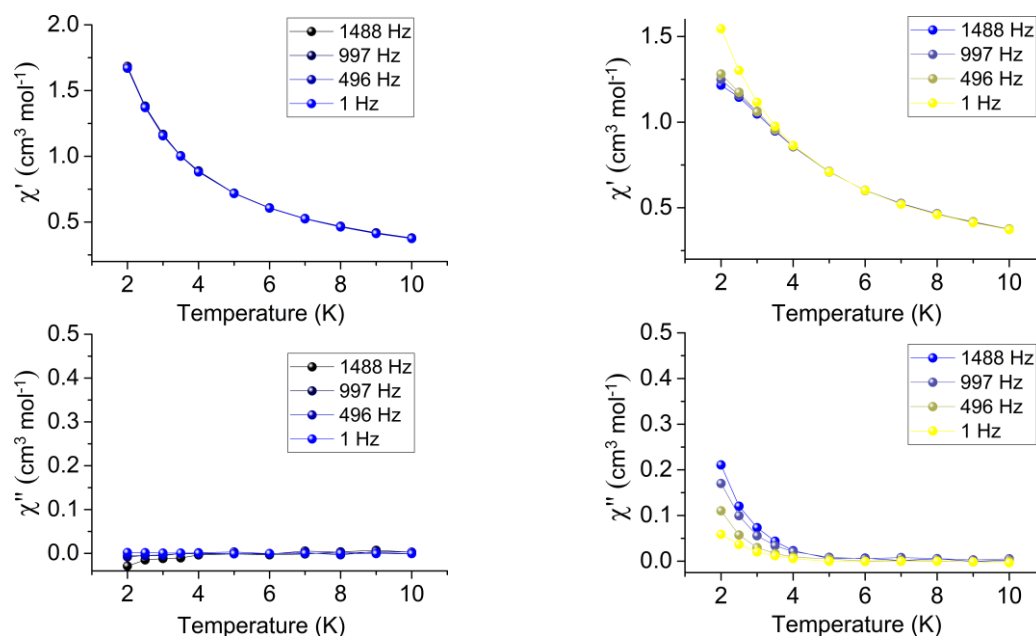 2.0
1.5
1.0
0.5
χ' (cm³ mol⁻¹)
1488 Hz
997 Hz
496 Hz
1 Hz
2 4 6 8 10
Temperature (K)
1.5
1.0
0.5
χ' (cm³ mol⁻¹)
1488 Hz
997 Hz
496 Hz
1 Hz
2 4 6 8 10
Temperature (K)
0.5
0.4
0.3
0.2
0.1
0.0
χ" (cm³ mol⁻¹)
1488 Hz
997 Hz
496 Hz
1 Hz
2 4 6 8 10
Temperature (K)
0.5
0.4
0.3
0.2
0.1
0.0
χ" (cm³ mol⁻¹)
1488 Hz
997 Hz
496 Hz
1 Hz
2 4 6 8 10
Temperature (K)